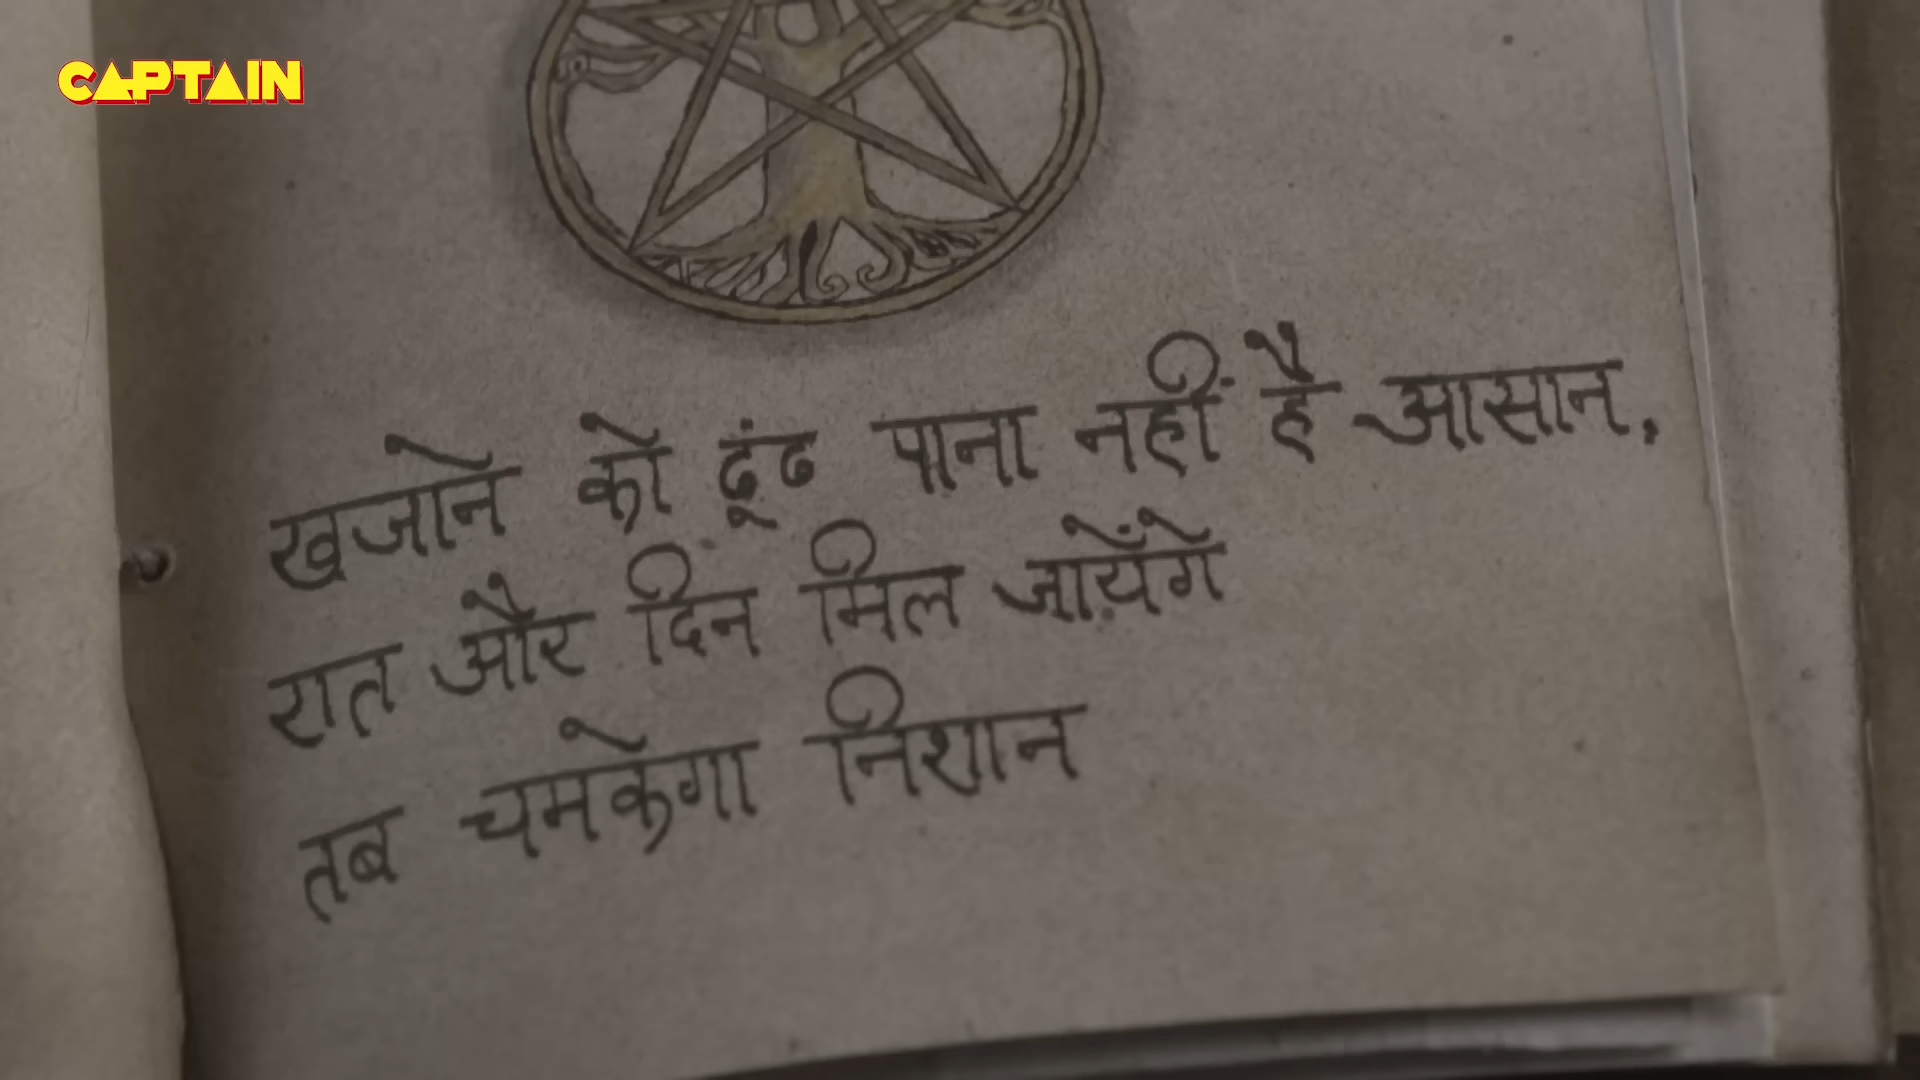 CAPTAIN
खजाने को ढूंढ पाना नहीं है आसान,
रात और दिन मिल जायेंगे
तब चमकेगा निशान